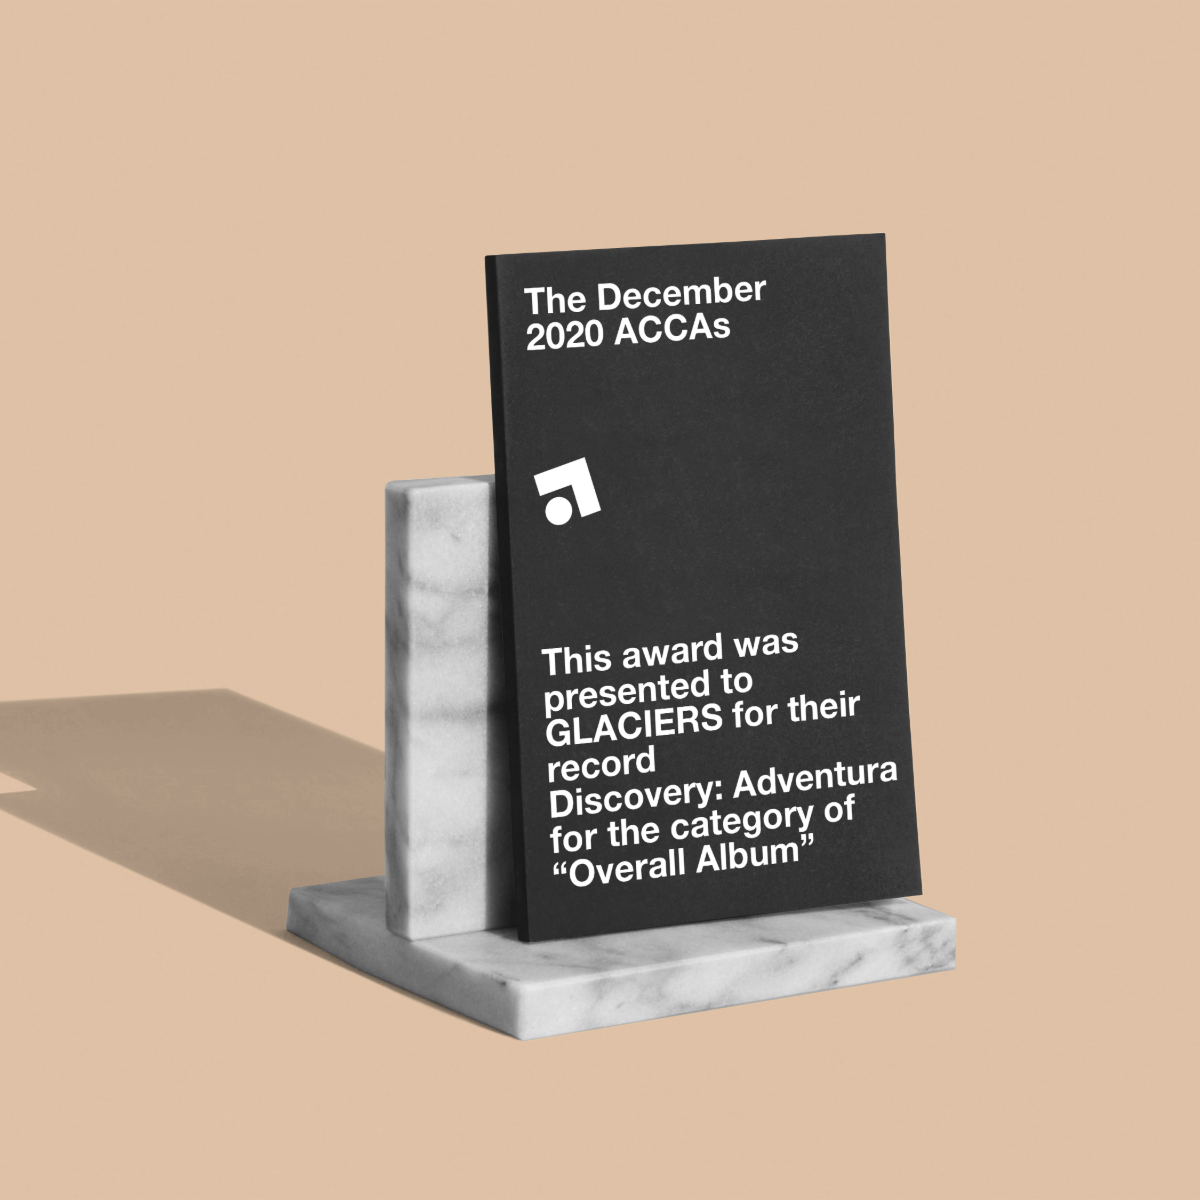 The December
2020 ACCAs
This award was
presented to
GLACIERS for their
record
Discovery: Adventura
for the category of
“Overall Album”